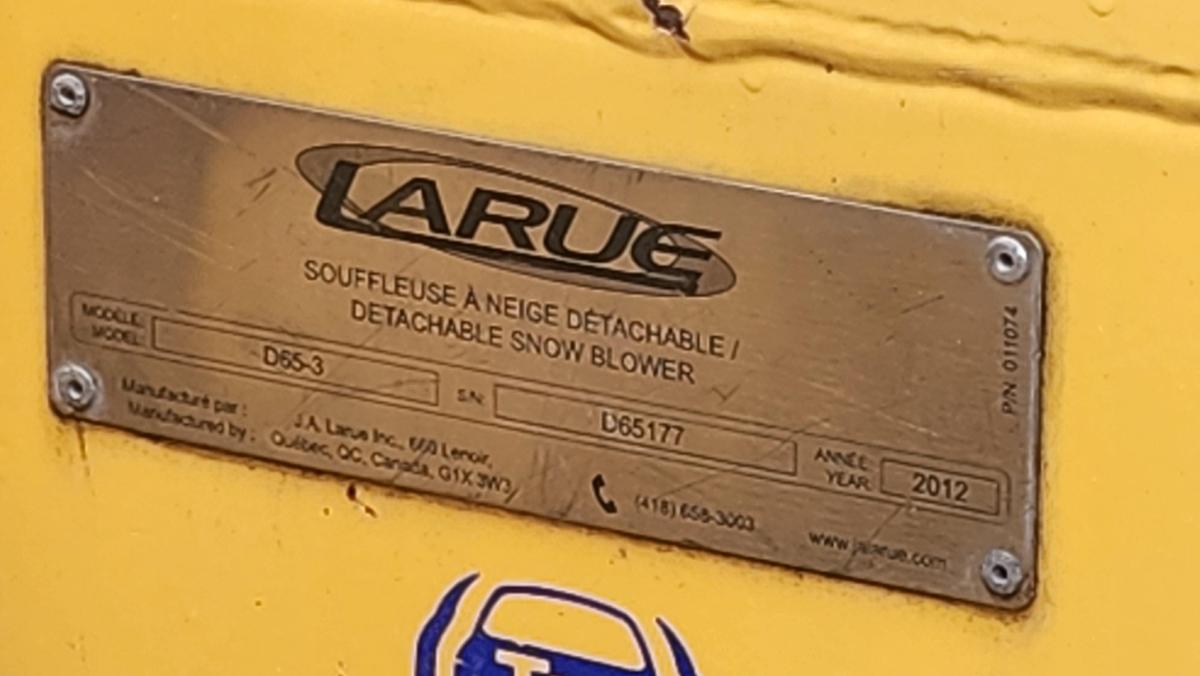 LARUE
SOUFFLEUSE À NEIGE DÉTACHABLE /
DETACHABLE SNOW BLOWER
MODÈLE:
MODEL:
D65-3
S/N:
D65177
ANNÉE:
YEAR:
2012
Manufacturé par :
Manufactured by :
J.A. Larue Inc., 660 Lenoir,
Québec, QC, Canada, G1X 3W3
(418) 658-3003
www.jalarue.com
P/N 011074